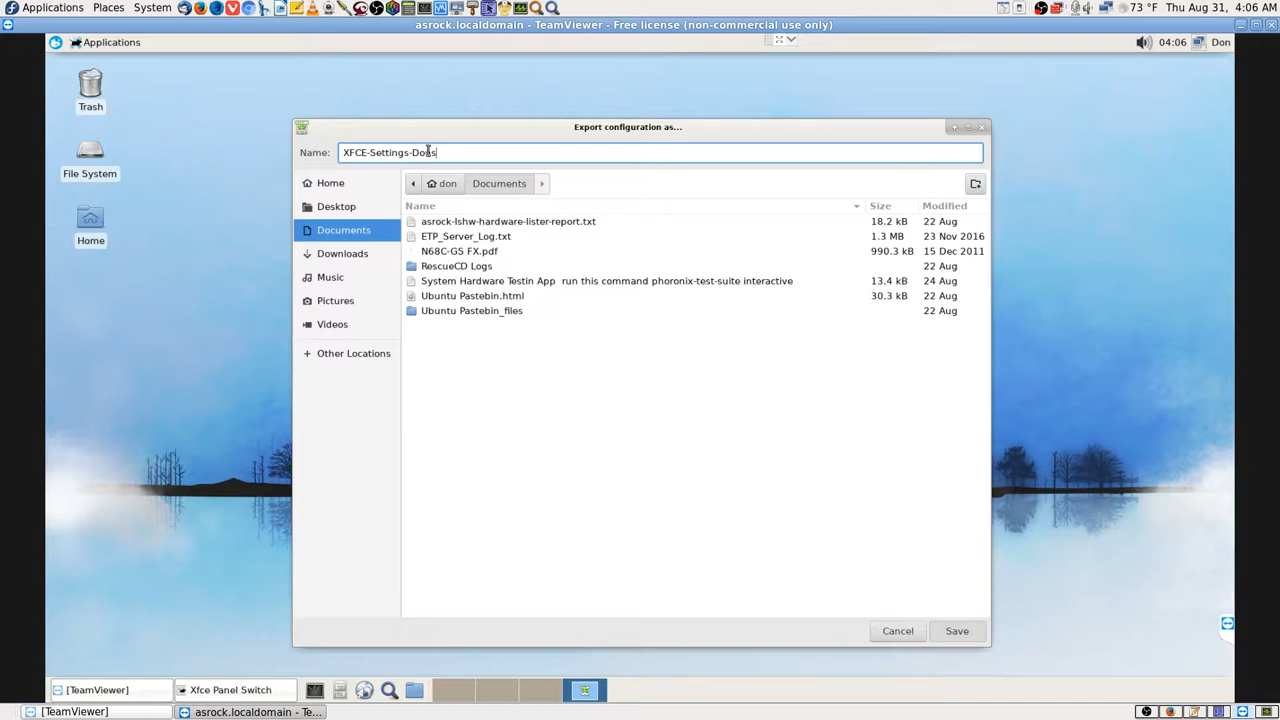 Applications Places System 73 °F Thu Aug 31, 4:06 AM
asrock.localdomain - TeamViewer - Free license (non-commercial use only)
Applications 04:06 Don
Trash
File System
Home
Export configuration as...
Name: XFCE-Settings-Dons
Home
Desktop
Documents
Downloads
Music
Pictures
Videos
Other Locations
don Documents
Name Size Modified
asrock-lshw-hardware-lister-report.txt 18.2 kB 22 Aug
ETP_Server_Log.txt 1.3 MB 23 Nov 2016
N68C-GS FX.pdf 990.3 kB 15 Dec 2011
RescueCD Logs 22 Aug
System Hardware Testin App run this command phoronix-test-suite interactive 13.4 kB 24 Aug
Ubuntu Pastebin.html 30.3 kB 22 Aug
Ubuntu Pastebin_files 22 Aug
Cancel Save
[TeamViewer] Xfce Panel Switch
[TeamViewer] asrock.localdomain - Te...